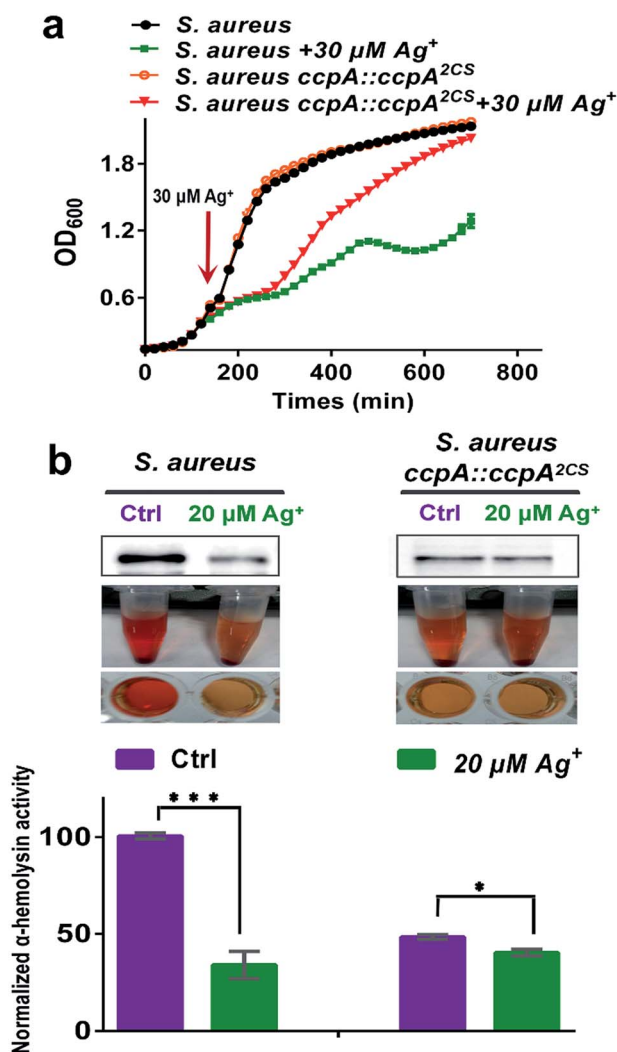 a
S. aureus
S. aureus +30 µM Ag⁺
S. aureus ccpA::ccpA²ᶜˢ
S. aureus ccpA::ccpA²ᶜˢ+30 µM Ag⁺
OD₆₀₀
1.8
1.2
0.6
30 µM Ag⁺
0 200 400 600 800
Times (min)
b
S. aureus
Ctrl 20 µM Ag⁺
S. aureus
ccpA::ccpA²ᶜˢ
Ctrl 20 µM Ag⁺
Ctrl
20 µM Ag⁺
Normalized α-hemolysin activity
100
50
0
***
*